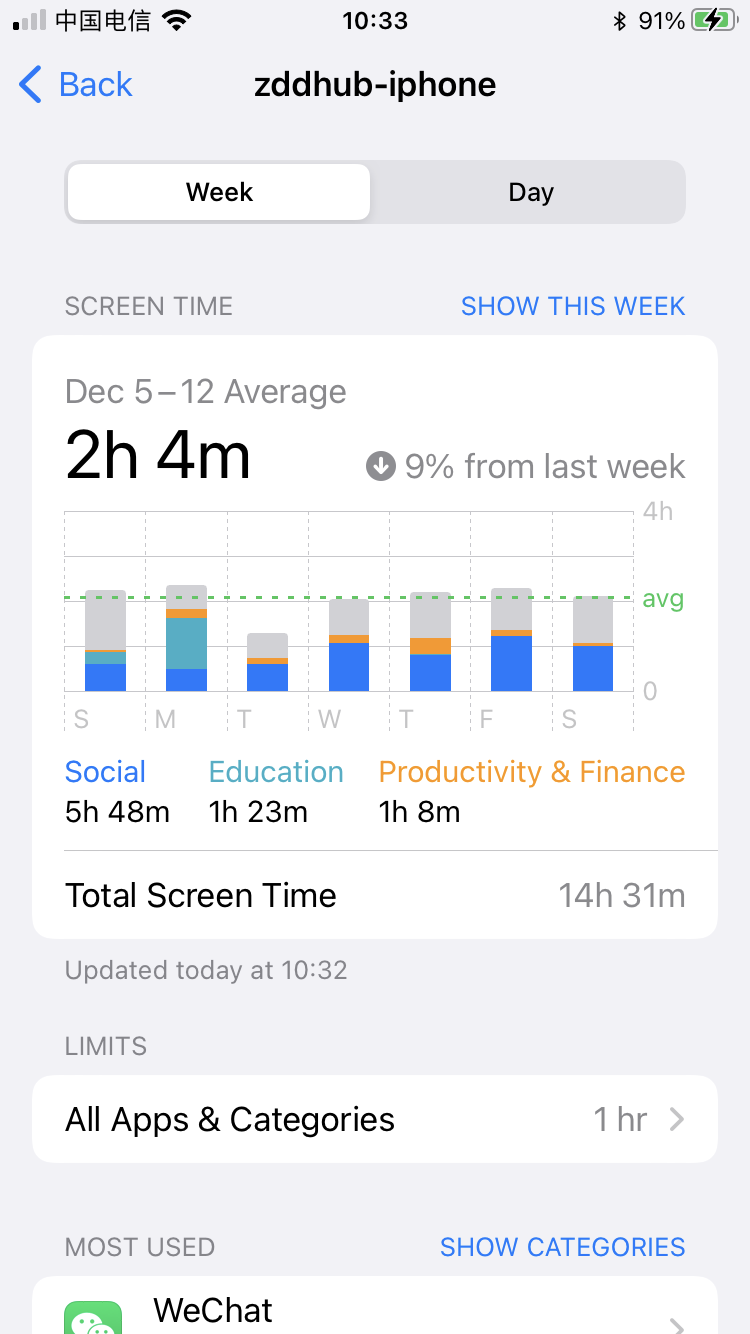 中国电信 10:33 91%
Back zddhub-iphone
Week Day
SCREEN TIME SHOW THIS WEEK
Dec 5–12 Average
2h 4m 9% from last week
4h
avg
0
S M T W T F S
Social Education Productivity & Finance
5h 48m 1h 23m 1h 8m
Total Screen Time 14h 31m
Updated today at 10:32
LIMITS
All Apps & Categories 1 hr
MOST USED SHOW CATEGORIES
WeChat